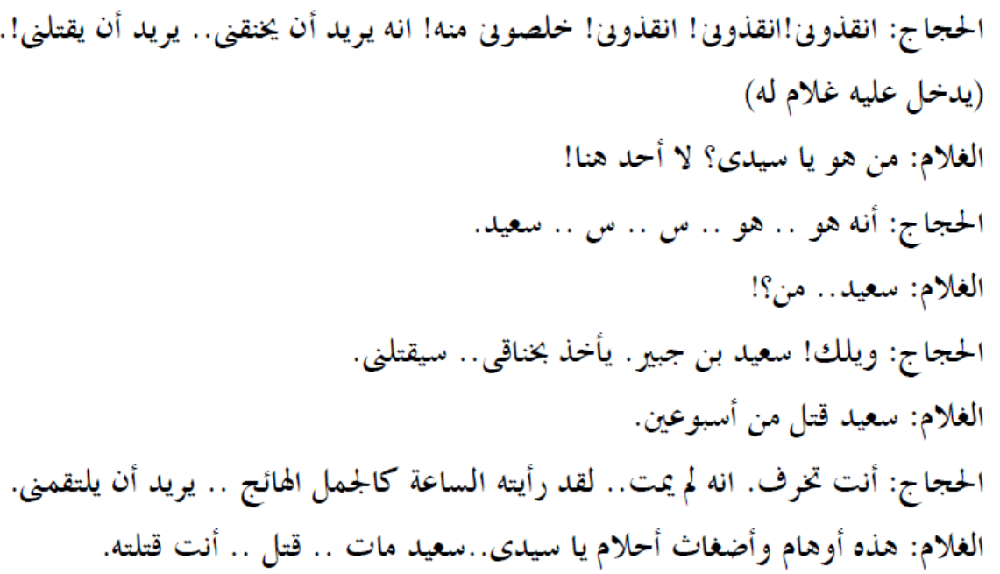 الحجاج: انقذونى!انقذونى! انقذونى! خلصونى منه! انه يريد أن يخنقنى.. يريد أن يقتلنى!.
(يدخل عليه غلام له)
الغلام: من هو يا سيدى؟ لا أحد هنا!
الحجاج: أنه هو .. هو .. س .. س .. سعيد.
الغلام: سعيد.. من؟!
الحجاج: ويلك! سعيد بن جبير. يأخذ بخناقى.. سيقتلنى.
الغلام: سعيد قتل من أسبوعين.
الحجاج: أنت تخرف. انه لم يمت.. لقد رأيته الساعة كالجمل الهائج .. يريد أن يلتقمنى.
الغلام: هذه أوهام وأضغاث أحلام يا سيدى..سعيد مات .. قتل .. أنت قتلته.